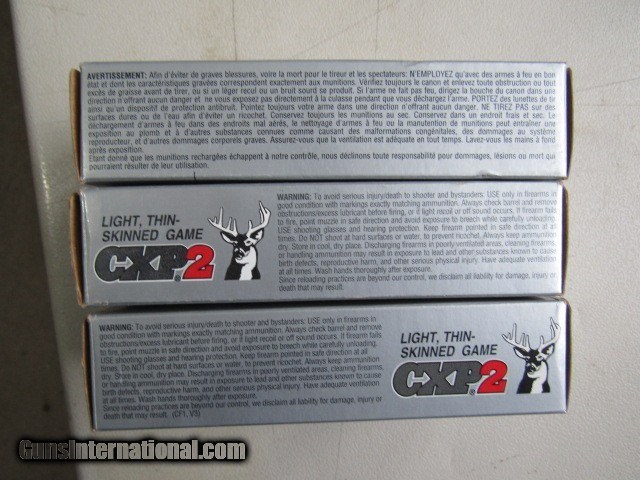 AVERTISSEMENT: Afin d'éviter de graves blessures, voire la mort pour le tireur et les spectateurs: N'EMPLOYEZ qu'avec des armes à feu en bon
état et dont les caractéristiques gravées correspondent exactement aux munitions. Vérifiez toujours le canon et enlevez toute obstruction ou tout
excès de graisse avant de tirer, ou si un léger recul ou un bruit sourd se produit. Si l'arme ne fait pas feu, dirigez la bouche du canon dans une
direction n'offrant aucun danger et ne vous exposez pas directement à la culasse pendant que vous déchargez l'arme. PORTEZ des lunettes de tir
ainsi qu'un dispositif de protection antibruit. Pointez toujours votre arme dans une direction n'offrant aucun danger. NE TIREZ PAS sur des
surfaces dures ou de l'eau afin d'éviter un ricochet. Conservez toujours les munitions au sec. Conservez dans un endroit frais et sec. Le
déchargement d'armes à feu dans des endroits mal aérés, le nettoyage d'armes à feu ou la manutention de munitions peut entraîner une
exposition au plomb et à d'autres substances connues comme causant des malformations congénitales, des dommages au système
reproducteur, et d'autres dommages corporels graves. Assurez-vous que la ventilation est adéquate en tout temps. Lavez-vous les mains à fond
après exposition.
Etant donné que les munitions rechargées échappent à notre contrôle, nous déclinons toute responsabilité pour dommages, lésions ou mort qui
pourraient résulter de leur utilisation.
LIGHT, THIN-
SKINNED GAME
CXP2
WARNING: To avoid serious injury/death to shooter and bystanders: USE only in firearms in
good condition with markings exactly matching ammunition. Always check barrel and remove
obstructions/excess lubricant before firing, or if light recoil or off sound occurs. If firearm fails
to fire, point muzzle in safe direction and avoid exposure to breech while carefully unloading.
USE shooting glasses and hearing protection. Keep firearm pointed in safe direction at all
times. Do NOT shoot at hard surfaces or water, to prevent ricochet. Always keep ammunition
dry. Store in cool, dry place. Discharging firearms in poorly ventilated areas, cleaning firearms,
or handling ammunition may result in exposure to lead and other substances known to cause
birth defects, reproductive harm, and other serious physical injury. Have adequate ventilation
at all times. Wash hands thoroughly after exposure.
Since reloading practices are beyond our control, we disclaim all liability for damage, injury or
death that may result.
WARNING: To avoid serious injury/death to shooter and bystanders: USE only in firearms in
good condition with markings exactly matching ammunition. Always check barrel and remove
obstructions/excess lubricant before firing, or if light recoil or off sound occurs. If firearm fails
to fire, point muzzle in safe direction and avoid exposure to breech while carefully unloading.
USE shooting glasses and hearing protection. Keep firearm pointed in safe direction at all
times. Do NOT shoot at hard surfaces or water, to prevent ricochet. Always keep ammunition
dry. Store in cool, dry place. Discharging firearms in poorly ventilated areas, cleaning firearms,
or handling ammunition may result in exposure to lead and other substances known to cause
birth defects, reproductive harm, and other serious physical injury. Have adequate ventilation
at all times. Wash hands thoroughly after exposure.
Since reloading practices are beyond our control, we disclaim all liability for damage, injury or
death that may result. (CF1, V3)
LIGHT, THIN-
SKINNED GAME
CXP2
GunsInternational.com